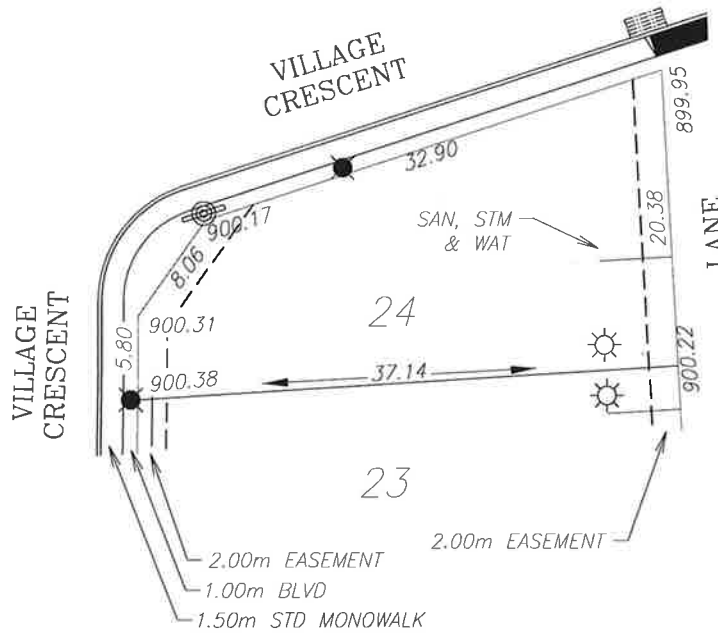 VILLAGE
CRESCENT
899.95
32.90
SAN, STM
& WAT
20.38
LANE
900.17
8.06
24
VILLAGE
CRESCENT
5.80
900.31
900.38
37.14
900.22
23
2.00m EASEMENT
2.00m EASEMENT
1.00m BLVD
1.50m STD MONOWALK